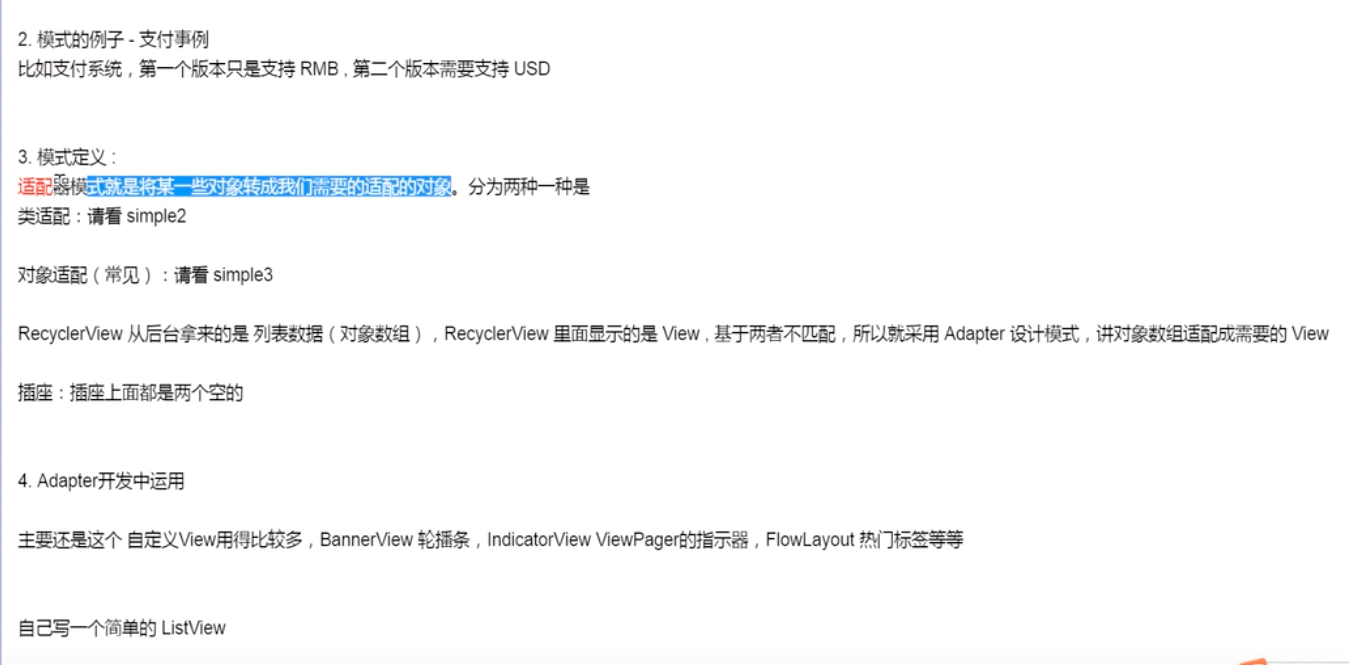 2. 模式的例子 - 支付事例
比如支付系统，第一个版本只是支持 RMB , 第二个版本需要支持 USD
3. 模式定义 :
适配器模式就是将某一些对象转成我们需要的适配的对象。分为两种一种是
类适配：请看 simple2
对象适配（常见）：请看 simple3
RecyclerView 从后台拿来的是 列表数据（对象数组），RecyclerView 里面显示的是 View , 基于两者不匹配，所以就采用 Adapter 设计模式，讲对象数组适配成需要的 View
插座：插座上面都是两个空的
4. Adapter开发中运用
主要还是这个 自定义View用得比较多，BannerView 轮播条，IndicatorView ViewPager的指示器，FlowLayout 热门标签等等
自己写一个简单的 ListView